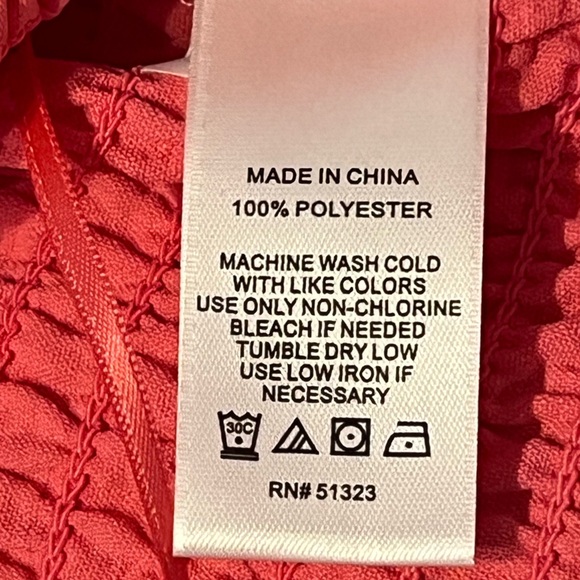 MADE IN CHINA
100% POLYESTER
MACHINE WASH COLD
WITH LIKE COLORS
USE ONLY NON-CHLORINE
BLEACH IF NEEDED
TUMBLE DRY LOW
USE LOW IRON IF
NECESSARY
30C
RN# 51323